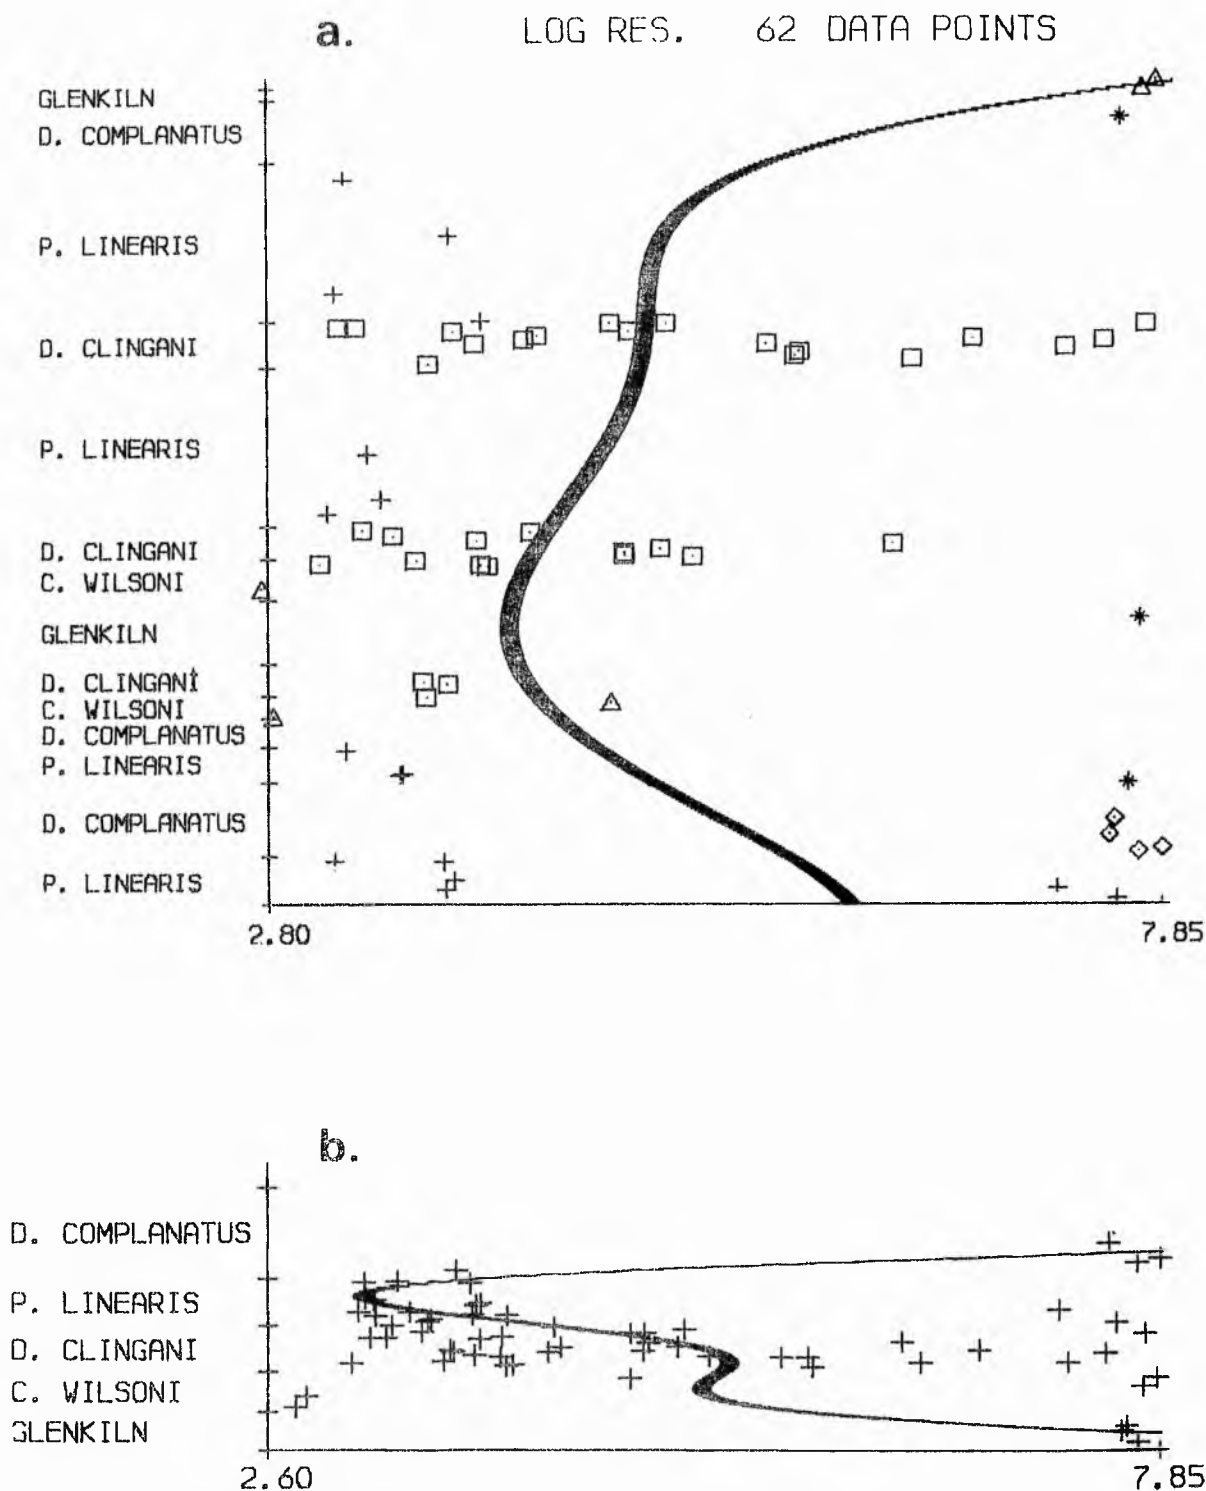 a.
LOG RES. 62 DATA POINTS
GLENKILN
D. COMPLANATUS
P. LINEARIS
D. CLINGANI
P. LINEARIS
D. CLINGANI
C. WILSONI
GLENKILN
D. CLINGANI
C. WILSONI
D. COMPLANATUS
P. LINEARIS
D. COMPLANATUS
P. LINEARIS
2.80 7.85
b.
D. COMPLANATUS
P. LINEARIS
D. CLINGANI
C. WILSONI
GLENKILN
2.60 7.85